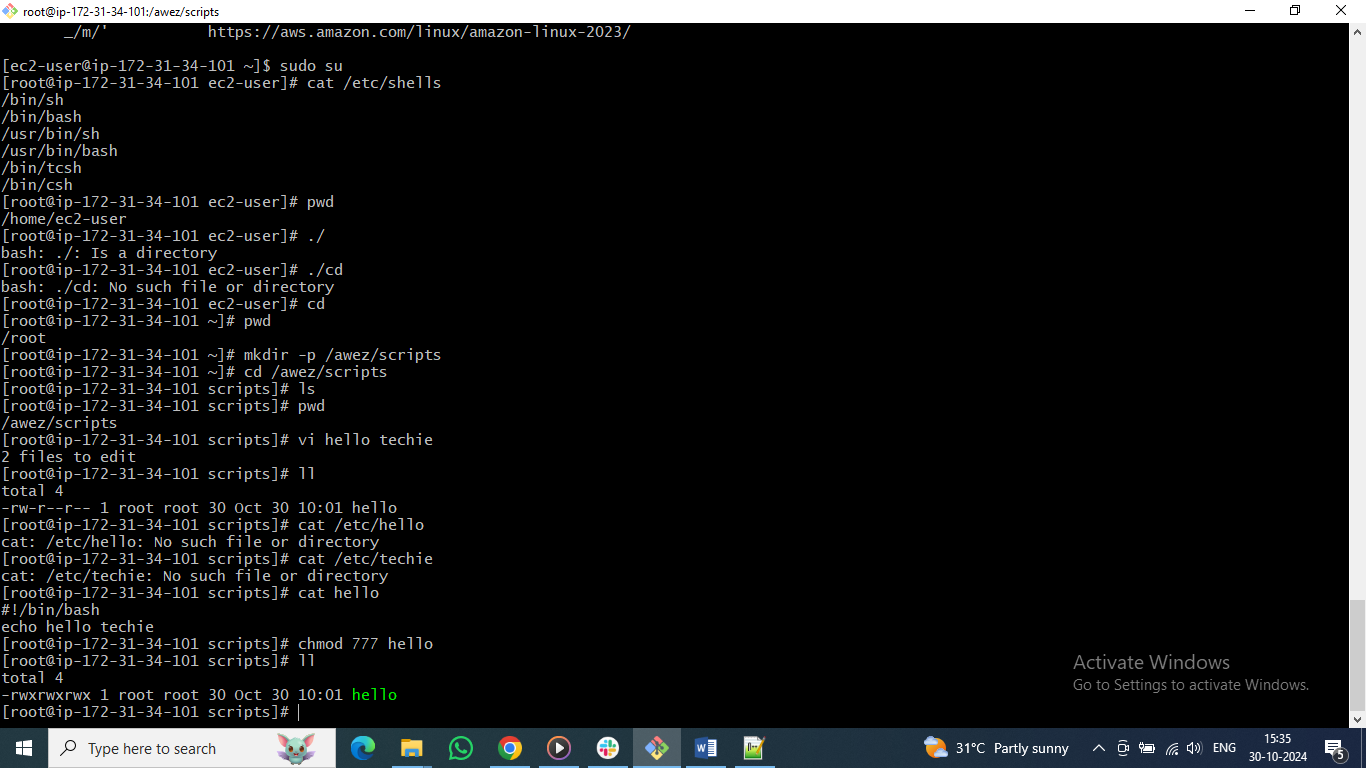 root@ip-172-31-34-101:/awez/scripts
_/m/'           https://aws.amazon.com/linux/amazon-linux-2023/
[ec2-user@ip-172-31-34-101 ~]$ sudo su
[root@ip-172-31-34-101 ec2-user]# cat /etc/shells
/bin/sh
/bin/bash
/usr/bin/sh
/usr/bin/bash
/bin/tcsh
/bin/csh
[root@ip-172-31-34-101 ec2-user]# pwd
/home/ec2-user
[root@ip-172-31-34-101 ec2-user]# ./
bash: ./: Is a directory
[root@ip-172-31-34-101 ec2-user]# ./cd
bash: ./cd: No such file or directory
[root@ip-172-31-34-101 ec2-user]# cd
[root@ip-172-31-34-101 ~]# pwd
/root
[root@ip-172-31-34-101 ~]# mkdir -p /awez/scripts
[root@ip-172-31-34-101 ~]# cd /awez/scripts
[root@ip-172-31-34-101 scripts]# ls
[root@ip-172-31-34-101 scripts]# pwd
/awez/scripts
[root@ip-172-31-34-101 scripts]# vi hello techie
2 files to edit
[root@ip-172-31-34-101 scripts]# ll
total 4
-rw-r--r-- 1 root root 30 Oct 30 10:01 hello
[root@ip-172-31-34-101 scripts]# cat /etc/hello
cat: /etc/hello: No such file or directory
[root@ip-172-31-34-101 scripts]# cat /etc/techie
cat: /etc/techie: No such file or directory
[root@ip-172-31-34-101 scripts]# cat hello
#!/bin/bash
echo hello techie
[root@ip-172-31-34-101 scripts]# chmod 777 hello
[root@ip-172-31-34-101 scripts]# ll
total 4
-rwxrwxrwx 1 root root 30 Oct 30 10:01 hello
[root@ip-172-31-34-101 scripts]#
Activate Windows
Go to Settings to activate Windows.
Type here to search
31°C Partly sunny
ENG
15:35
30-10-2024
5